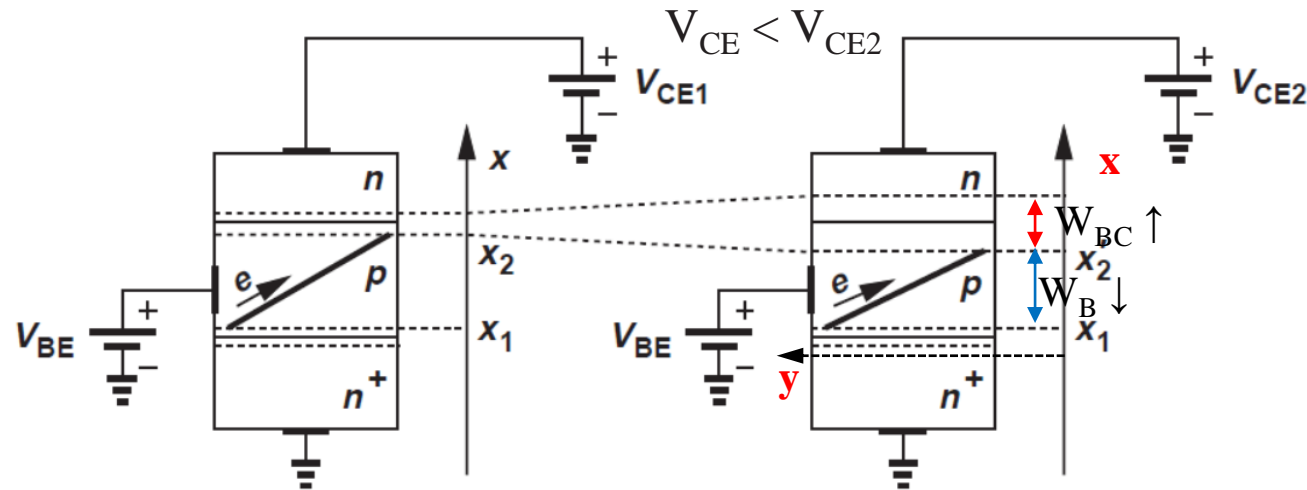 V_CE < V_CE2
+
V_CE1
−
+
V_CE2
−
n
x
n
x
W_BC ↑
x_2
x_2'
e
p
e
p
W_B ↓
+
V_BE
−
x_1
+
V_BE
−
x_1
y
n^+
n^+